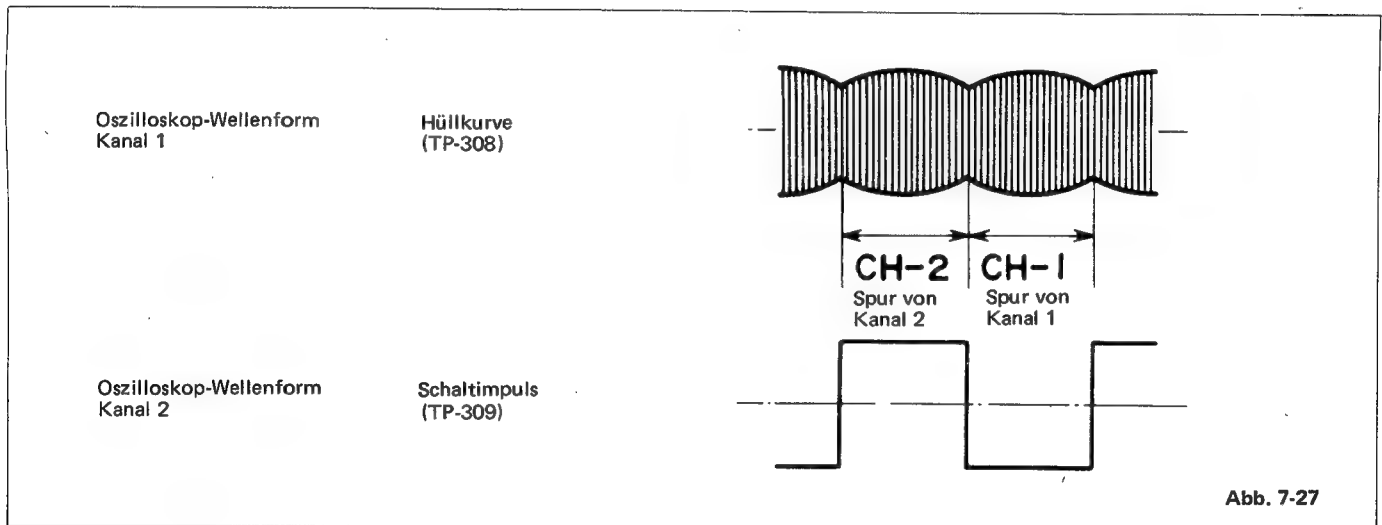 Oszilloskop-Wellenform
Kanal 1
Hüllkurve
(TP-308)
CH-2
Spur von
Kanal 2
CH-1
Spur von
Kanal 1
Oszilloskop-Wellenform
Kanal 2
Schaltimpuls
(TP-309)
Abb. 7-27